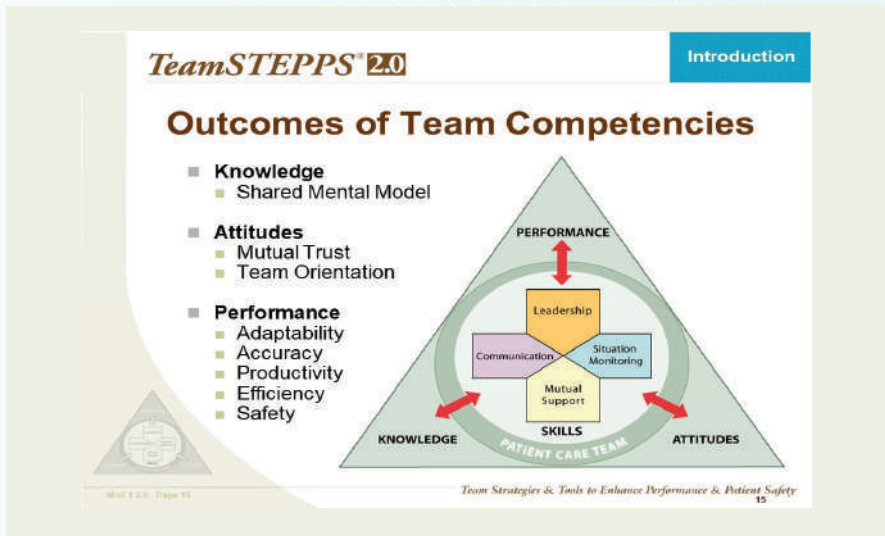 TeamSTEPPS® 2.0
Introduction
Outcomes of Team Competencies
Knowledge
Shared Mental Model
Attitudes
Mutual Trust
Team Orientation
Performance
Adaptability
Accuracy
Productivity
Efficiency
Safety
PERFORMANCE
Leadership
Communication
Situation
Monitoring
Mutual
Support
SKILLS
KNOWLEDGE
ATTITUDES
PATIENT CARE TEAM
Page 15
Team Strategies & Tools to Enhance Performance & Patient Safety
15